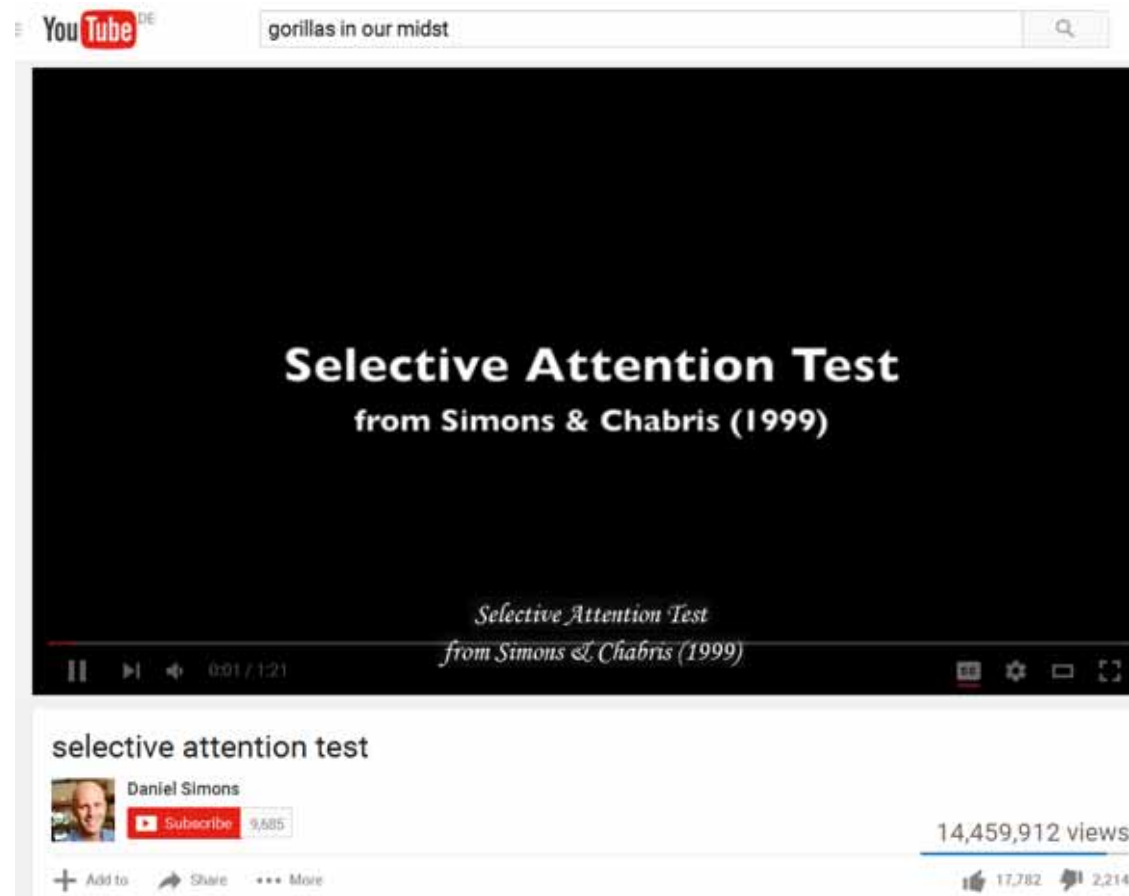 YouTube DE
gorillas in our midst
Selective Attention Test
from Simons & Chabris (1999)
Selective Attention Test
from Simons & Chabris (1999)
0:01 / 1:21
selective attention test
Daniel Simons
Subscribe 9,685
14,459,912 views
Add to Share More
17,782 2,214